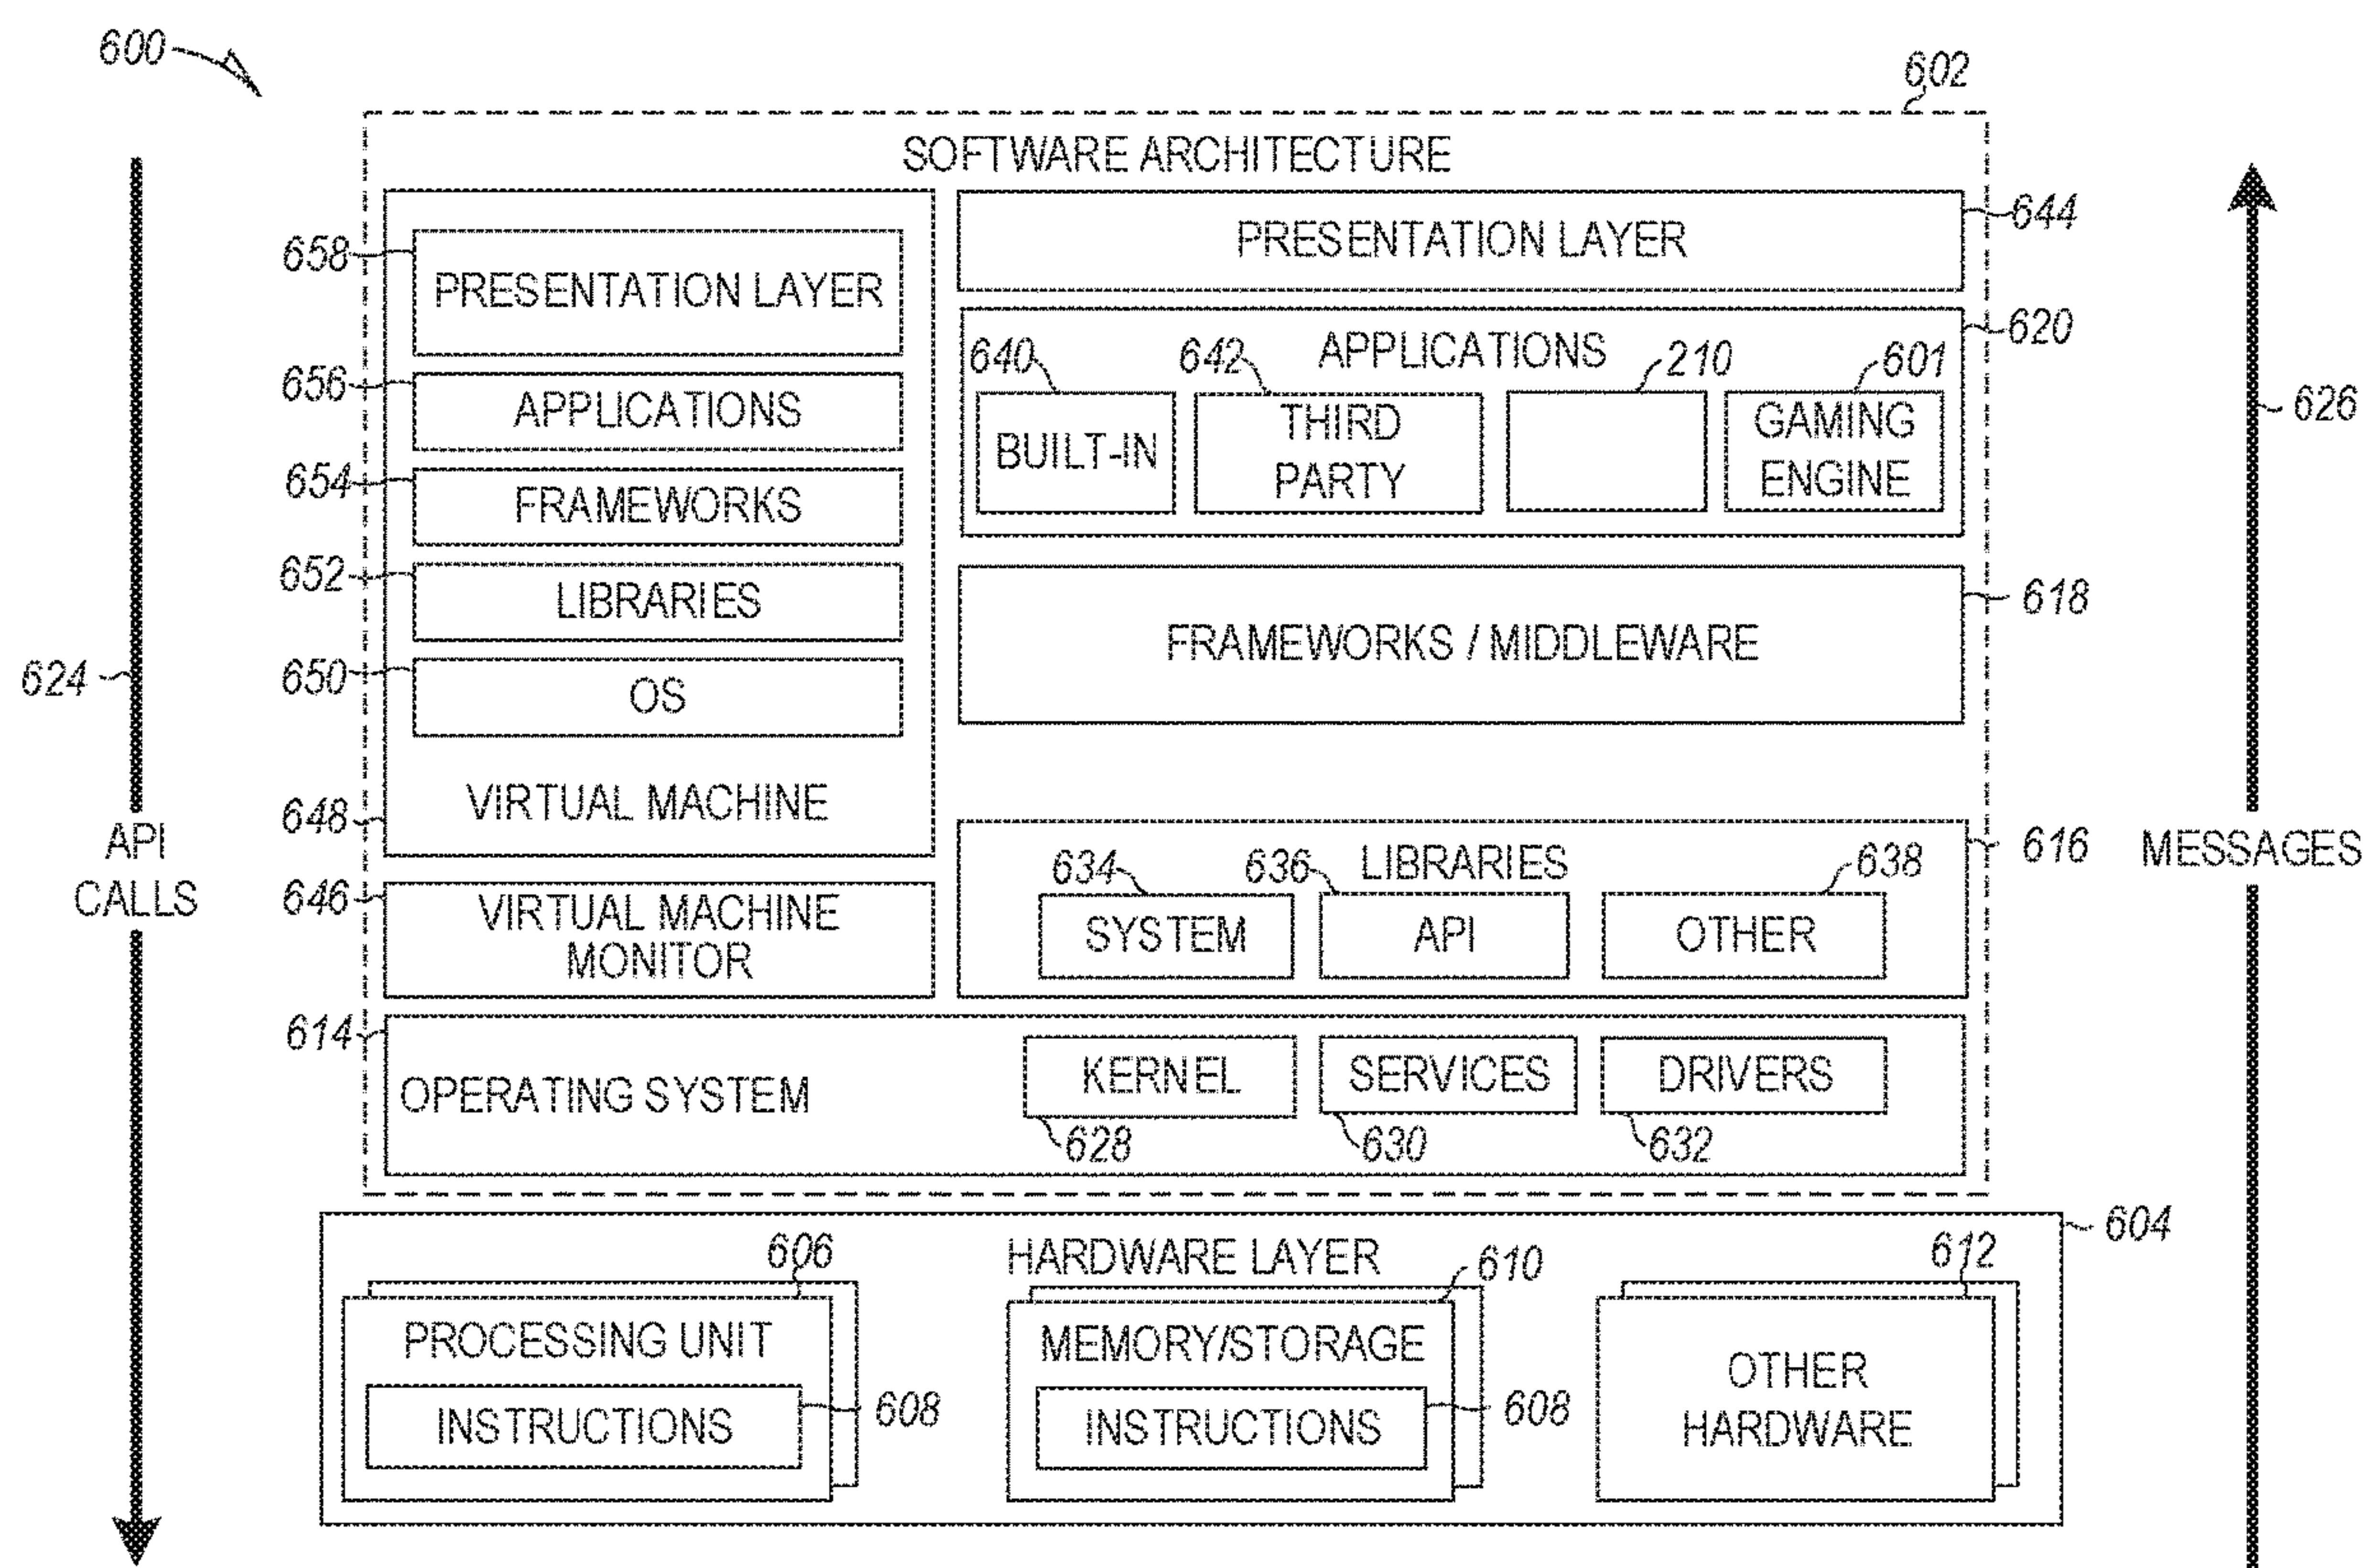 600
602
SOFTWARE ARCHITECTURE
658
PRESENTATION LAYER
656
APPLICATIONS
654
FRAMEWORKS
652
LIBRARIES
650
OS
648
VIRTUAL MACHINE
646
VIRTUAL MACHINE
MONITOR
PRESENTATION LAYER
644
APPLICATIONS
620
640
BUILT-IN
642
THIRD
PARTY
210
601
GAMING
ENGINE
FRAMEWORKS / MIDDLEWARE
618
LIBRARIES
616
634
SYSTEM
636
API
638
OTHER
614
OPERATING SYSTEM
KERNEL
628
SERVICES
630
DRIVERS
632
604
HARDWARE LAYER
606
PROCESSING UNIT
INSTRUCTIONS
608
610
MEMORY/STORAGE
INSTRUCTIONS
608
612
OTHER
HARDWARE
624
API
CALLS
626
MESSAGES